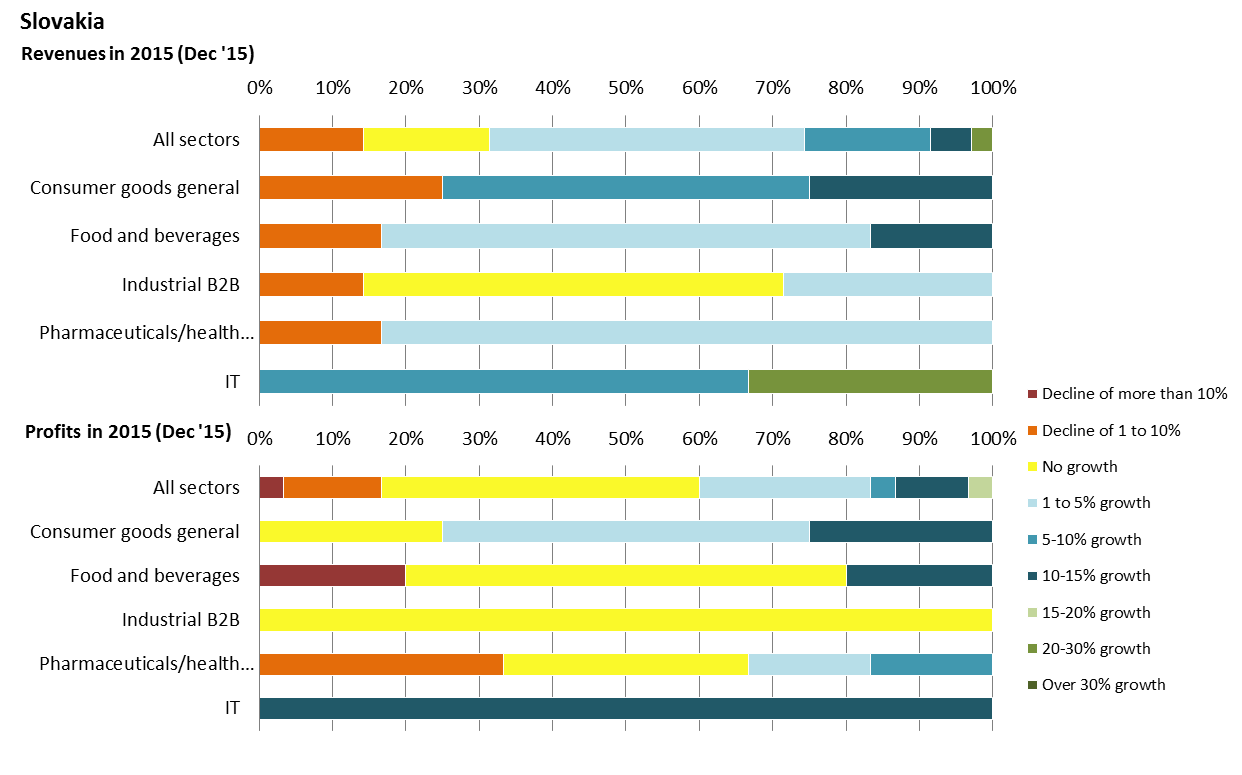 Slovakia
Revenues in 2015 (Dec '15)
0% 10% 20% 30% 40% 50% 60% 70% 80% 90% 100%
All sectors
Consumer goods general
Food and beverages
Industrial B2B
Pharmaceuticals/health...
IT
Profits in 2015 (Dec '15)
0% 10% 20% 30% 40% 50% 60% 70% 80% 90% 100%
All sectors
Consumer goods general
Food and beverages
Industrial B2B
Pharmaceuticals/health...
IT
Decline of more than 10%
Decline of 1 to 10%
No growth
1 to 5% growth
5-10% growth
10-15% growth
15-20% growth
20-30% growth
Over 30% growth